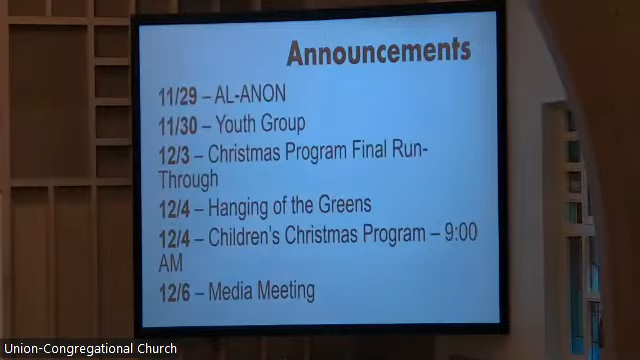 Announcements
11/29 – AL-ANON
11/30 – Youth Group
12/3 – Christmas Program Final Run-
Through
12/4 – Hanging of the Greens
12/4 – Children's Christmas Program – 9:00
AM
12/6 – Media Meeting
Union-Congregational Church